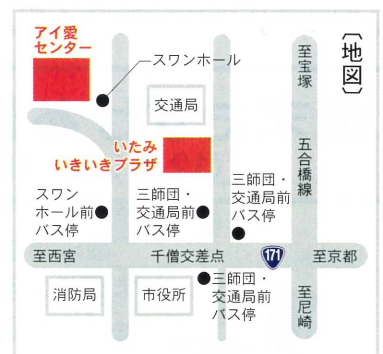 〔地図〕
アイ愛
センター
スワンホール
交通局
いたみ
いきいきプラザ
至宝塚
五合橋線
スワン
ホール前
バス停
三師団・
交通局前
バス停
三師団・
交通局前
バス停
至西宮
千僧交差点
171
至京都
消防局
市役所
三師団・
交通局前
バス停
至尼崎